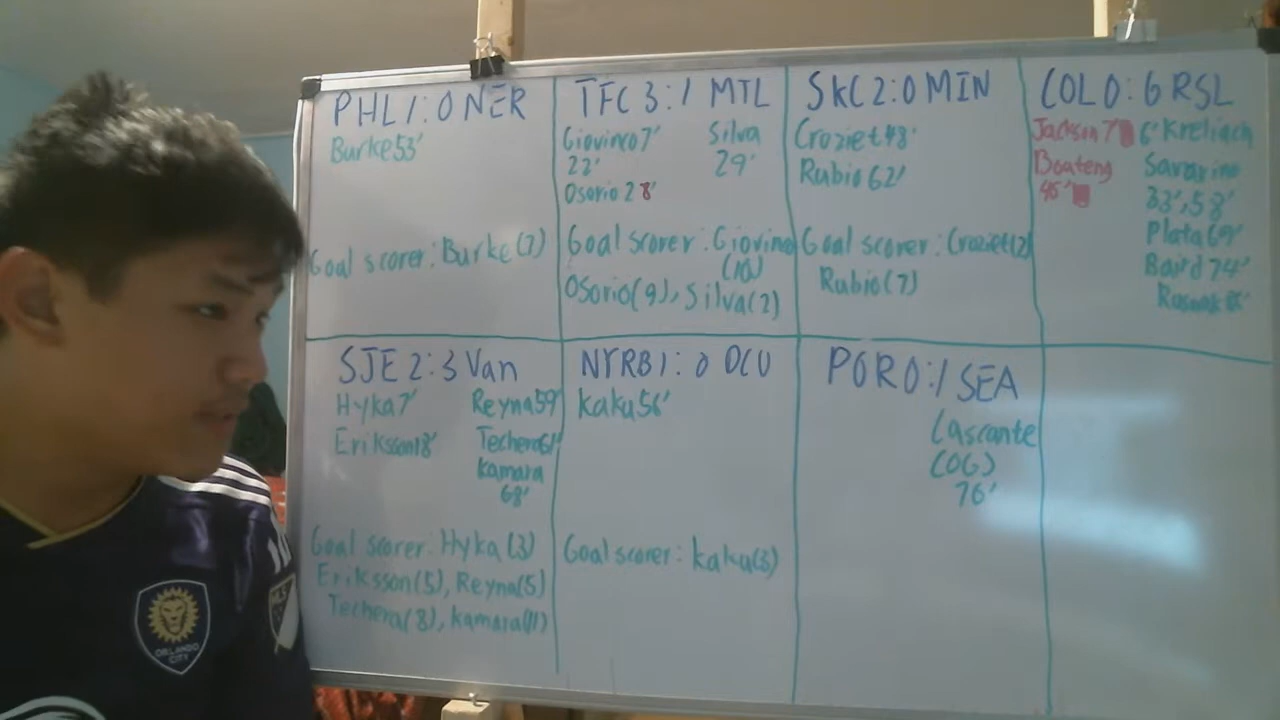 PHL 1:0 NER
Burke 53'
Goal scorer: Burke (7)
TFC 3:1 MTL
Giovinco 7'
22'
Osorio 28'
Silva
29'
Goal scorer: Giovinco
(10)
Osorio(9), Silva(2)
SKC 2:0 MIN
Croziet 48'
Rubio 62'
Goal scorer: Croziet(2)
Rubio(7)
COL 0:6 RSL
Jackson 7'
Boateng
45'
6' Kreliach
Savarino
33', 53'
Plata 69'
Baird 74'
SJE 2:3 Van
Hyka 7'
Eriksson 18'
Reyna 59'
Techera 61'
Kamara
68'
Goal scorer: Hyka (3)
Eriksson(5), Reyna(5)
Techera(8), kamara(11)
NYRB 1:0 DCU
Kaku 56'
Goal scorer: kaku(3)
POR 0:1 SEA
Cascante
(OG)
76'
ORLANDO
CITY